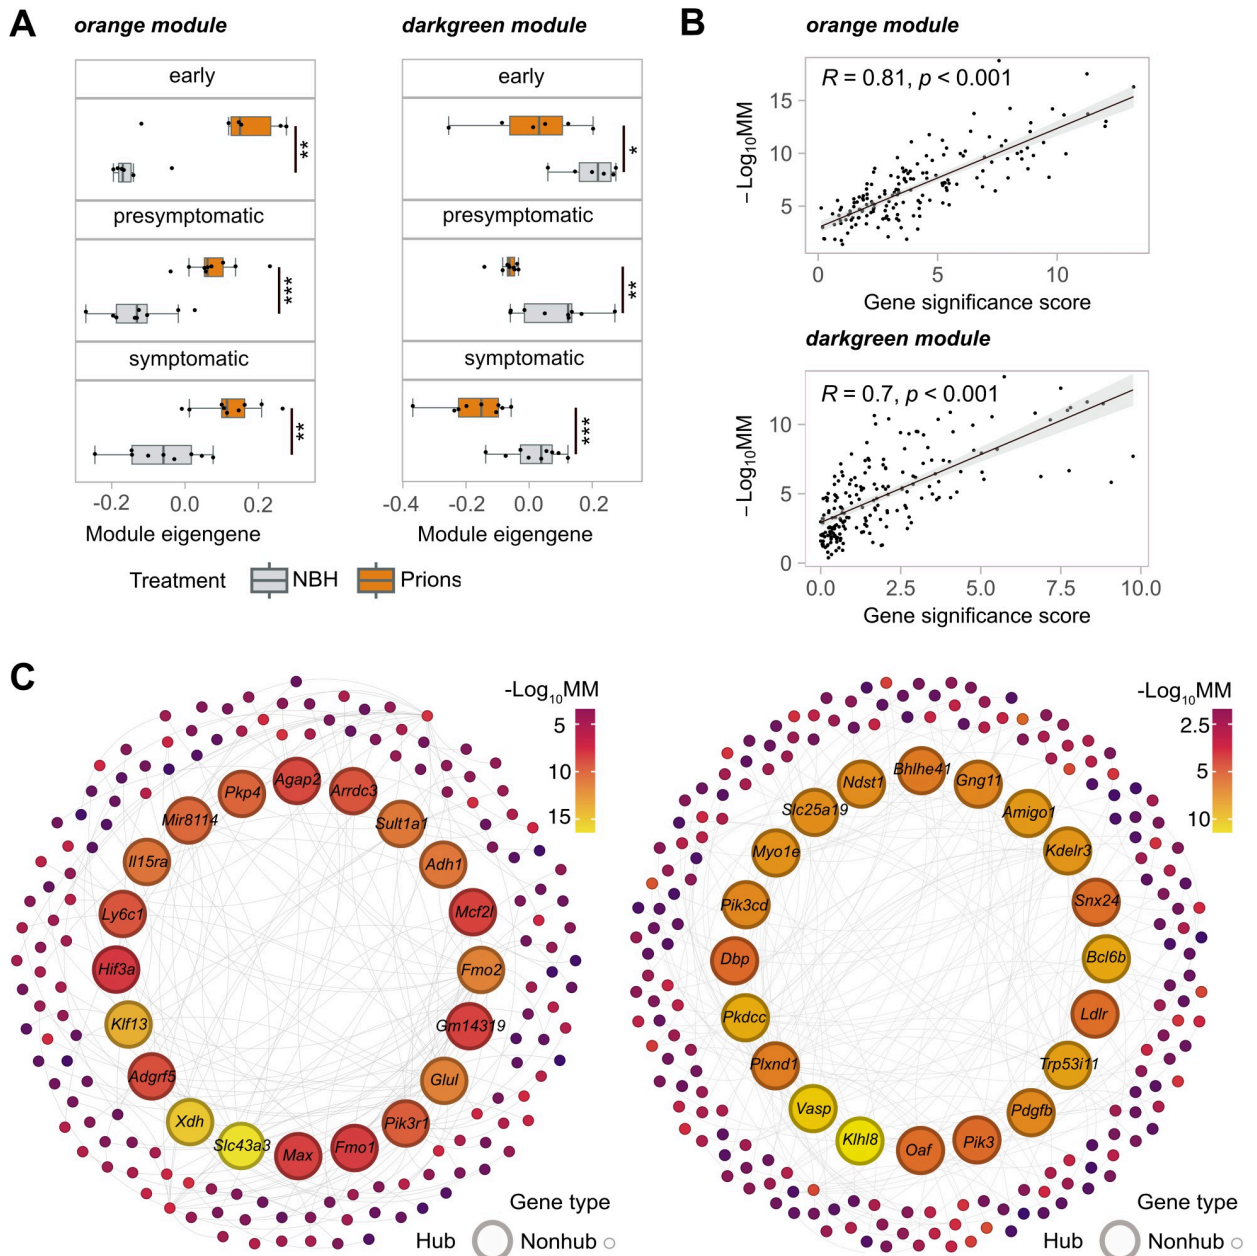 A
orange module
darkgreen module
early
early
**
*
presymptomatic
presymptomatic
***
**
symptomatic
symptomatic
**
***
-0.2 0.0 0.2
-0.4 -0.2 0.0 0.2
Module eigengene
Module eigengene
Treatment NBH Prions
B
orange module
R = 0.81, p < 0.001
15
10
5
−Log10MM
0 5 10
Gene significance score
darkgreen module
R = 0.7, p < 0.001
10
5
0
−Log10MM
0.0 2.5 5.0 7.5 10.0
Gene significance score
C
-Log10MM
5
10
15
Agap2
Arrdc3
Sult1a1
Adh1
Mcf2l
Fmo2
Gm14319
Glul
Pik3r1
Fmo1
Max
Slc43a3
Xdh
Adgrf5
Klf13
Hif3a
Ly6c1
Il15ra
Mir8114
Pkp4
Gene type
Hub Nonhub
-Log10MM
2.5
5
10
Bhlhe41
Gng11
Amigo1
Kdelr3
Snx24
Bcl6b
Ldlr
Trp53i11
Pdgfb
Pik3
Oaf
Klhl8
Vasp
Plxnd1
Pkdcc
Dbp
Pik3cd
Myo1e
Slc25a19
Ndst1
Gene type
Hub Nonhub